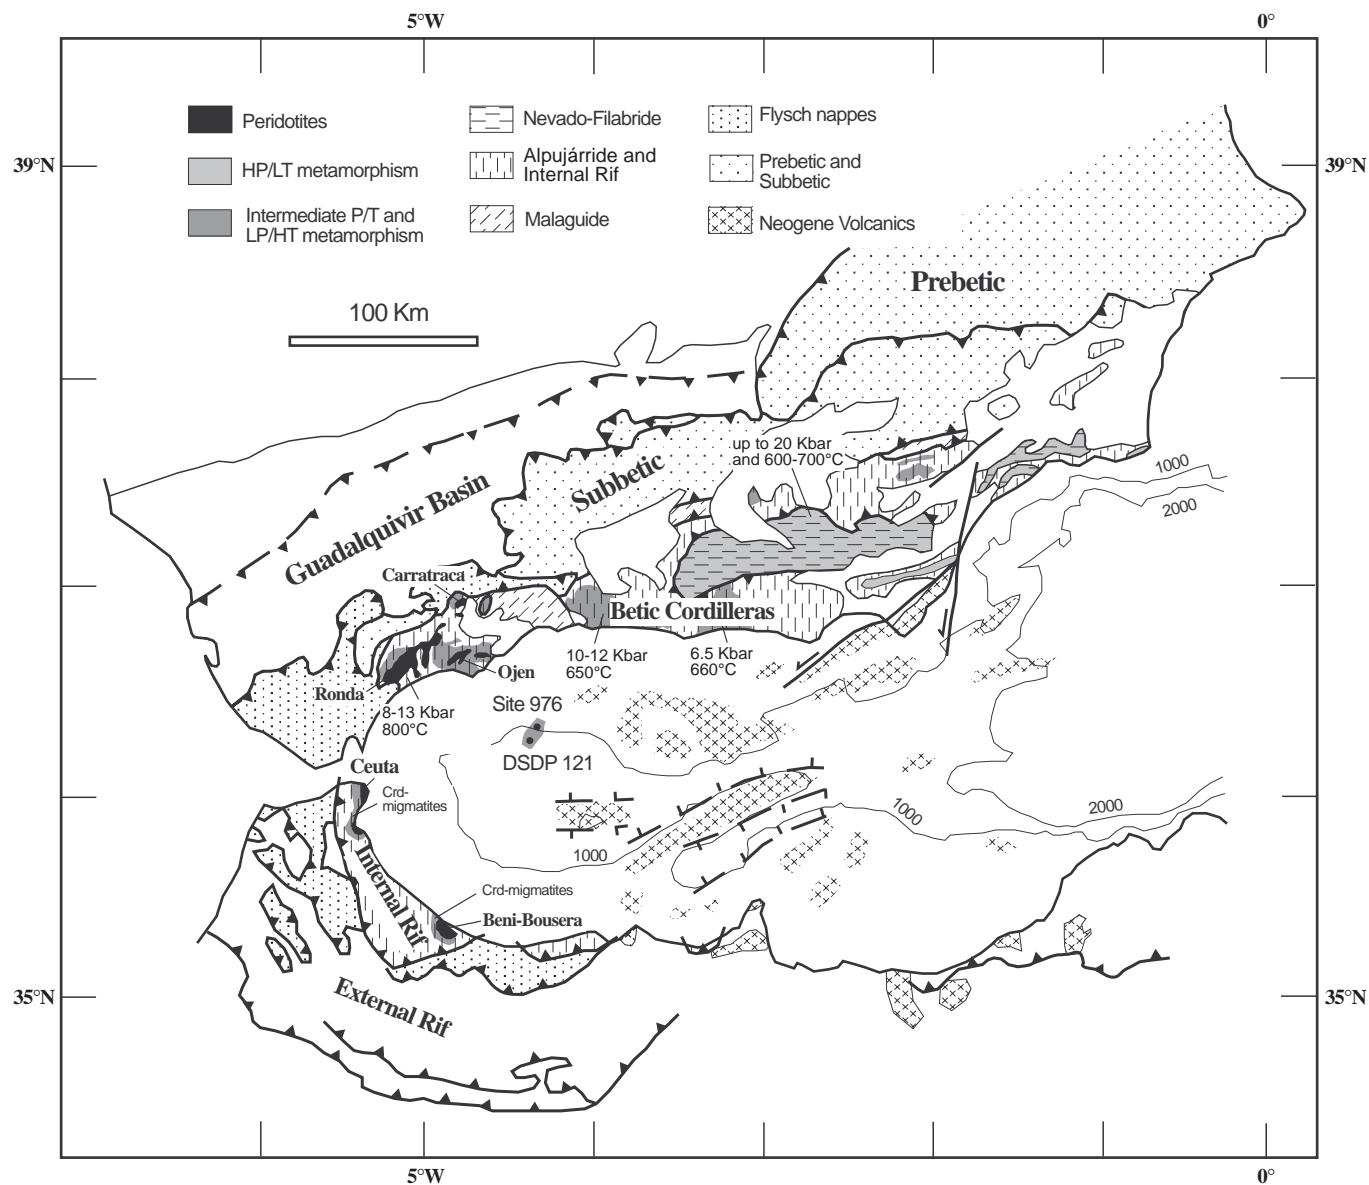 5°W
0°
Peridotites
Nevado-Filabride
Flysch nappes
39°N
39°N
HP/LT metamorphism
Alpujárride and
Internal Rif
Prebetic and
Subbetic
Intermediate P/T and
LP/HT metamorphism
Malaguide
Neogene Volcanics
Prebetic
100 Km
up to 20 Kbar
and 600-700°C
1000
2000
Subbetic
Guadalquivir Basin
Carratraca
Betic Cordilleras
10-12 Kbar
650°C
6.5 Kbar
660°C
Ojen
Ronda
8-13 Kbar
800°C
Site 976
DSDP 121
Ceuta
Crd-
migmatites
1000
2000
1000
Internal Rif
Crd-migmatites
Beni-Bousera
External Rif
35°N
35°N
5°W
0°